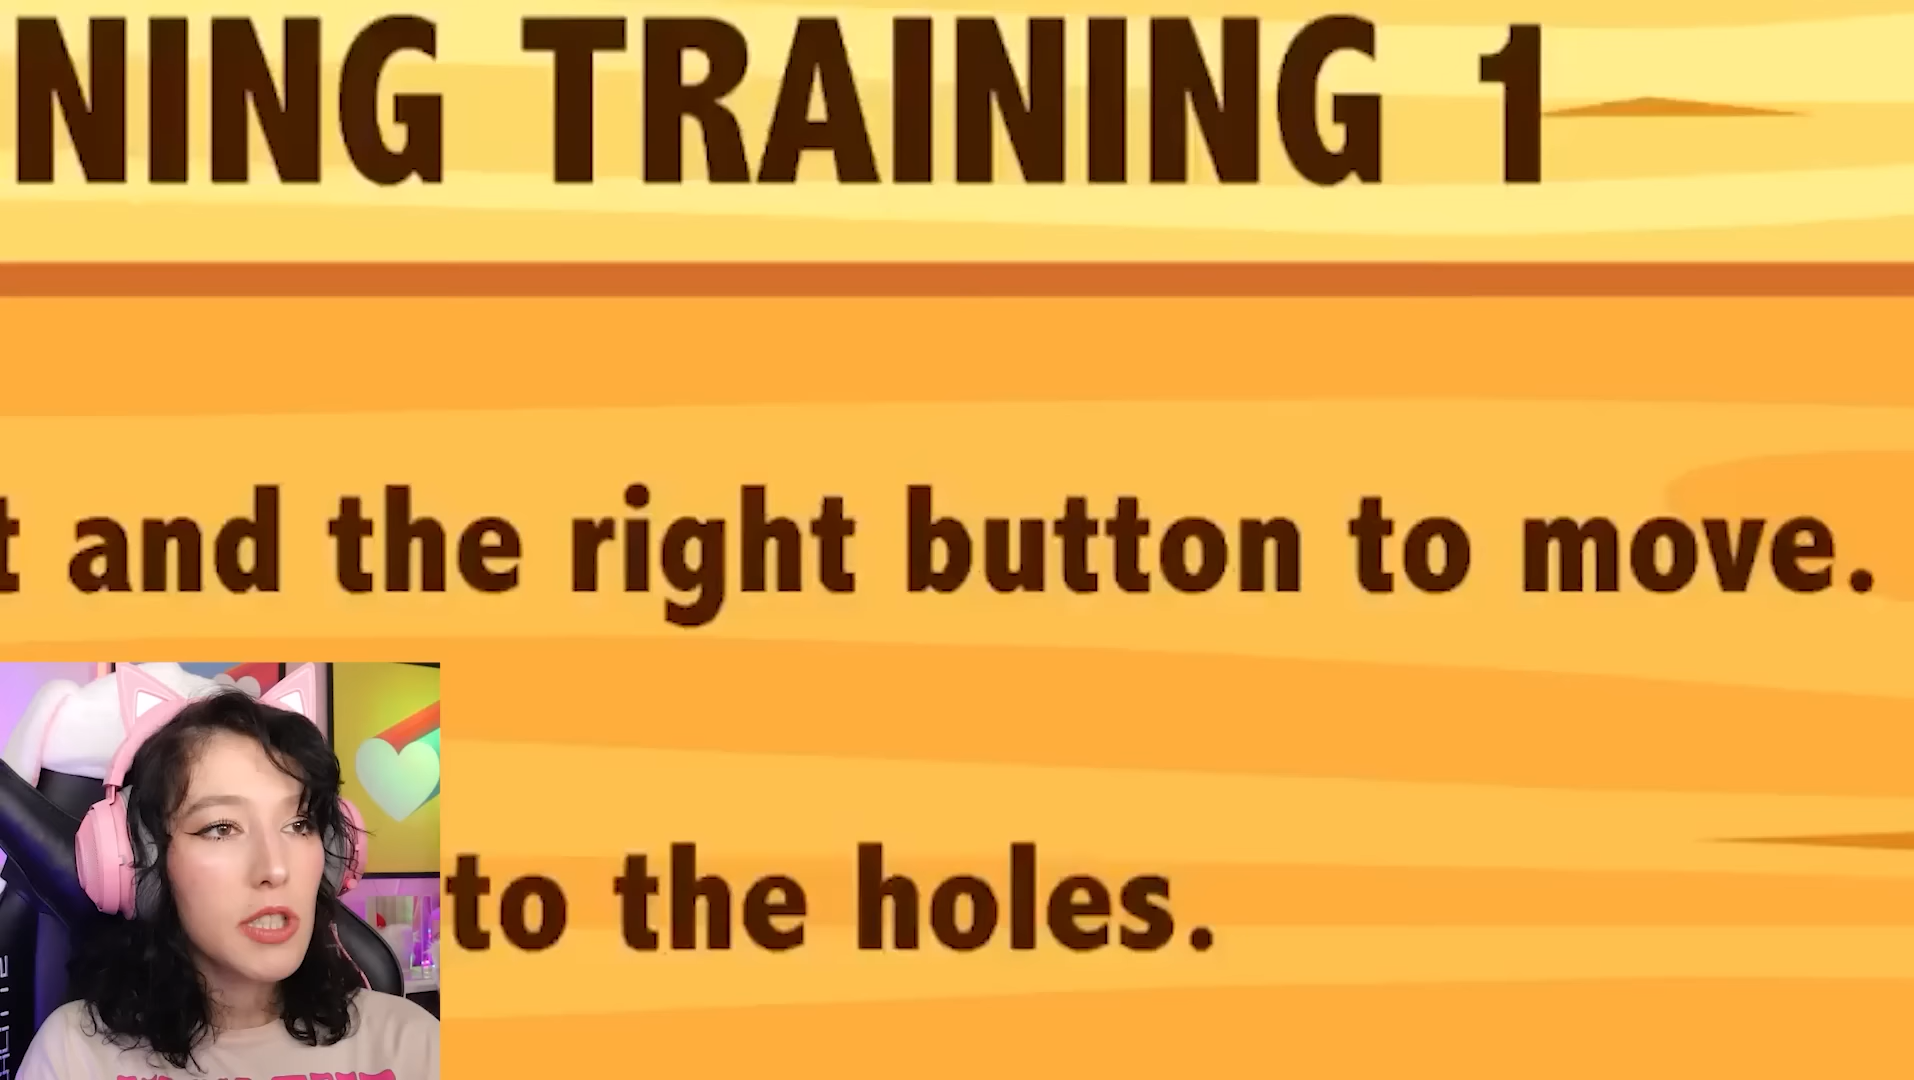 NING TRAINING 1
t and the right button to move.
to the holes.